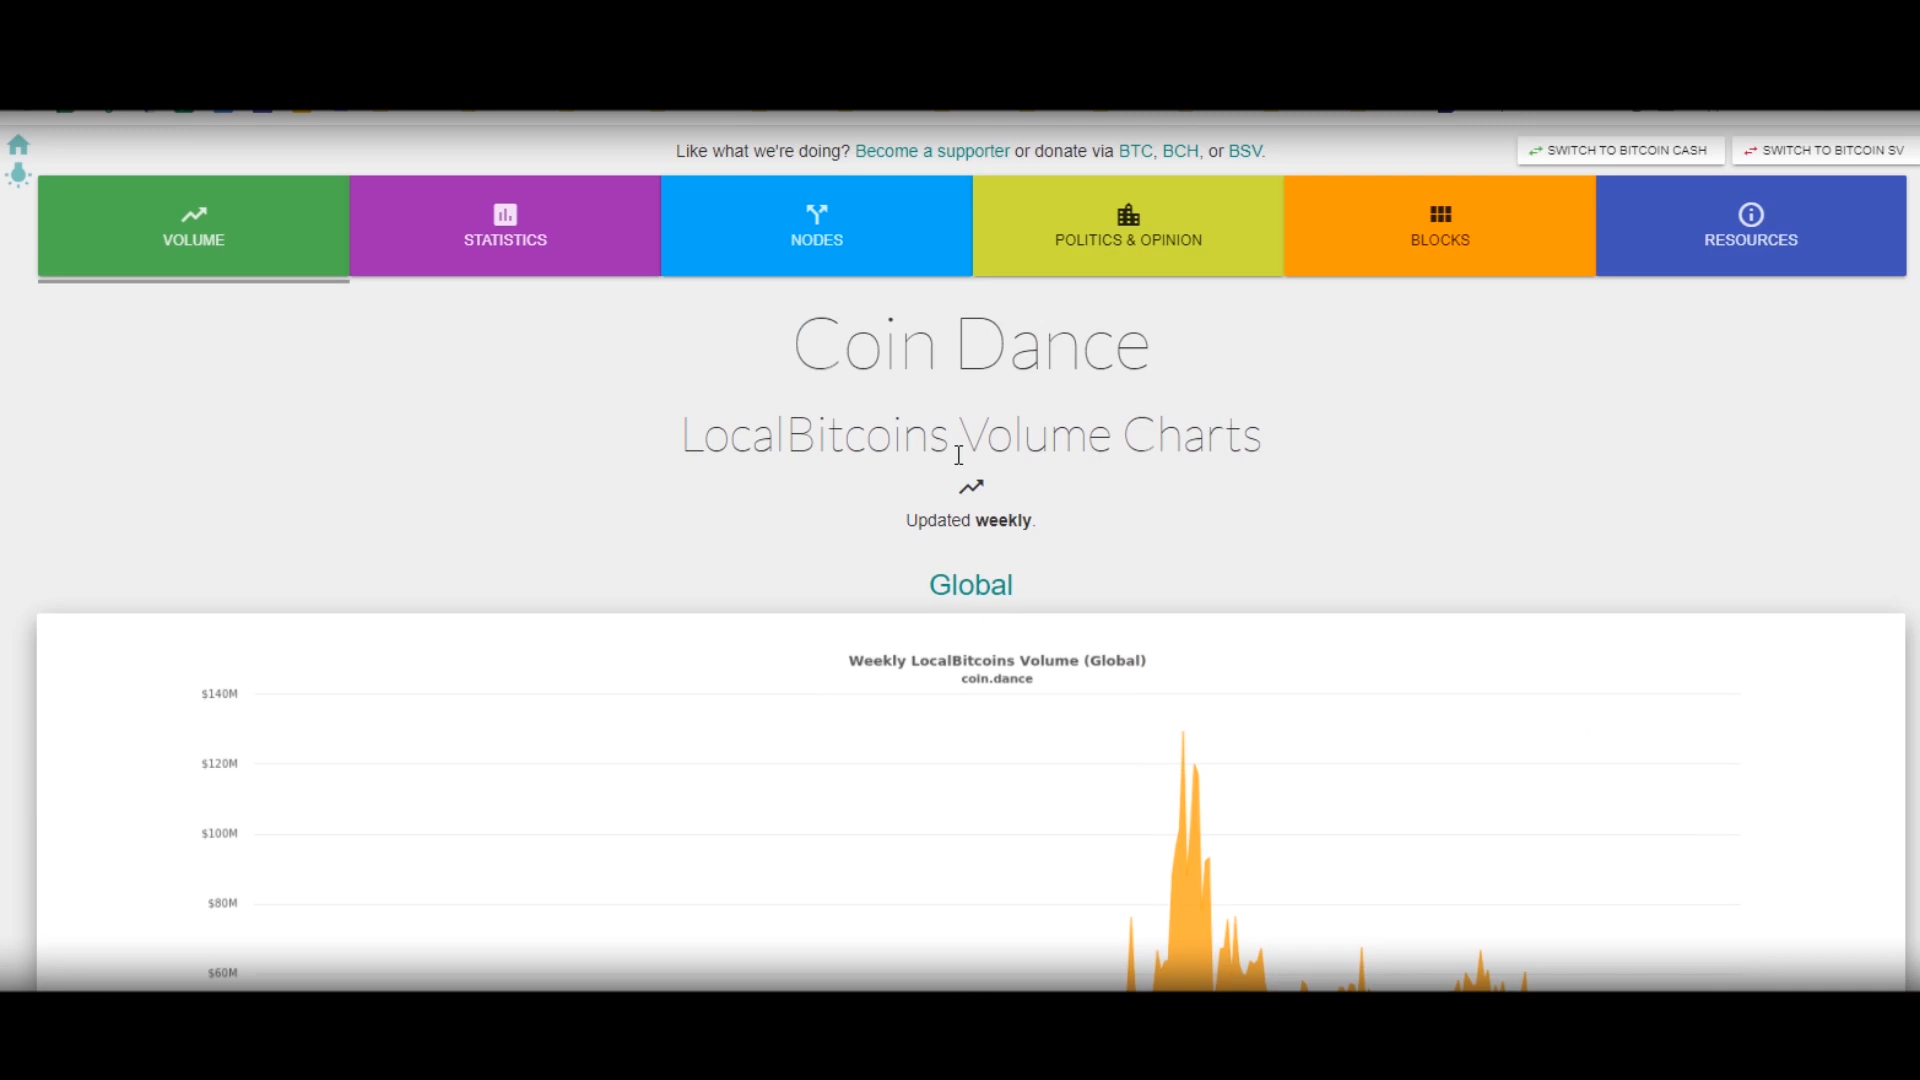 Like what we're doing? Become a supporter or donate via BTC, BCH, or BSV.
SWITCH TO BITCOIN CASH
SWITCH TO BITCOIN SV
VOLUME
STATISTICS
NODES
POLITICS & OPINION
BLOCKS
RESOURCES
Coin Dance
LocalBitcoins Volume Charts
Updated weekly.
Global
Weekly LocalBitcoins Volume (Global)
coin.dance
$140M
$120M
$100M
$80M
$60M